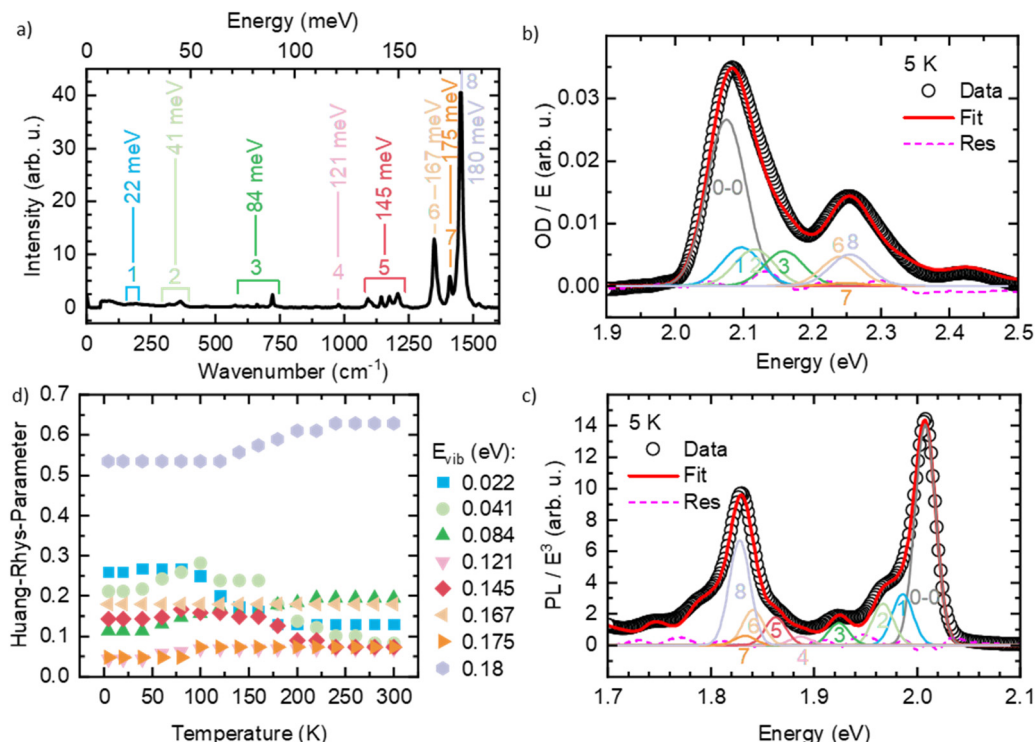 a)
Energy (meV)
0 50 100 150
Intensity (arb. u.)
40
30
20
10
0
22 meV
41 meV
84 meV
121 meV
145 meV
6 – 167 meV
7 – 175 meV
180 meV 8
1
2
3
4
5
0 250 500 750 1000 1250 1500
Wavenumber (cm⁻¹)
b)
OD / E (arb. u.)
0.03
0.02
0.01
0.00
5 K
Data
Fit
Res
0-0
1 2 3 6 8
7
1.9 2.0 2.1 2.2 2.3 2.4 2.5
Energy (eV)
d)
Huang-Rhys-Parameter
0.7
0.6
0.5
0.4
0.3
0.2
0.1
0.0
0 50 100 150 200 250 300
Temperature (K)
Evib (eV):
0.022
0.041
0.084
0.121
0.145
0.167
0.175
0.18
c)
PL / E³ (arb. u.)
14
12
10
8
6
4
2
0
5 K
Data
Fit
Res
0-0
8 6 5 3 2 1
7 4
1.7 1.8 1.9 2.0 2.1
Energy (eV)